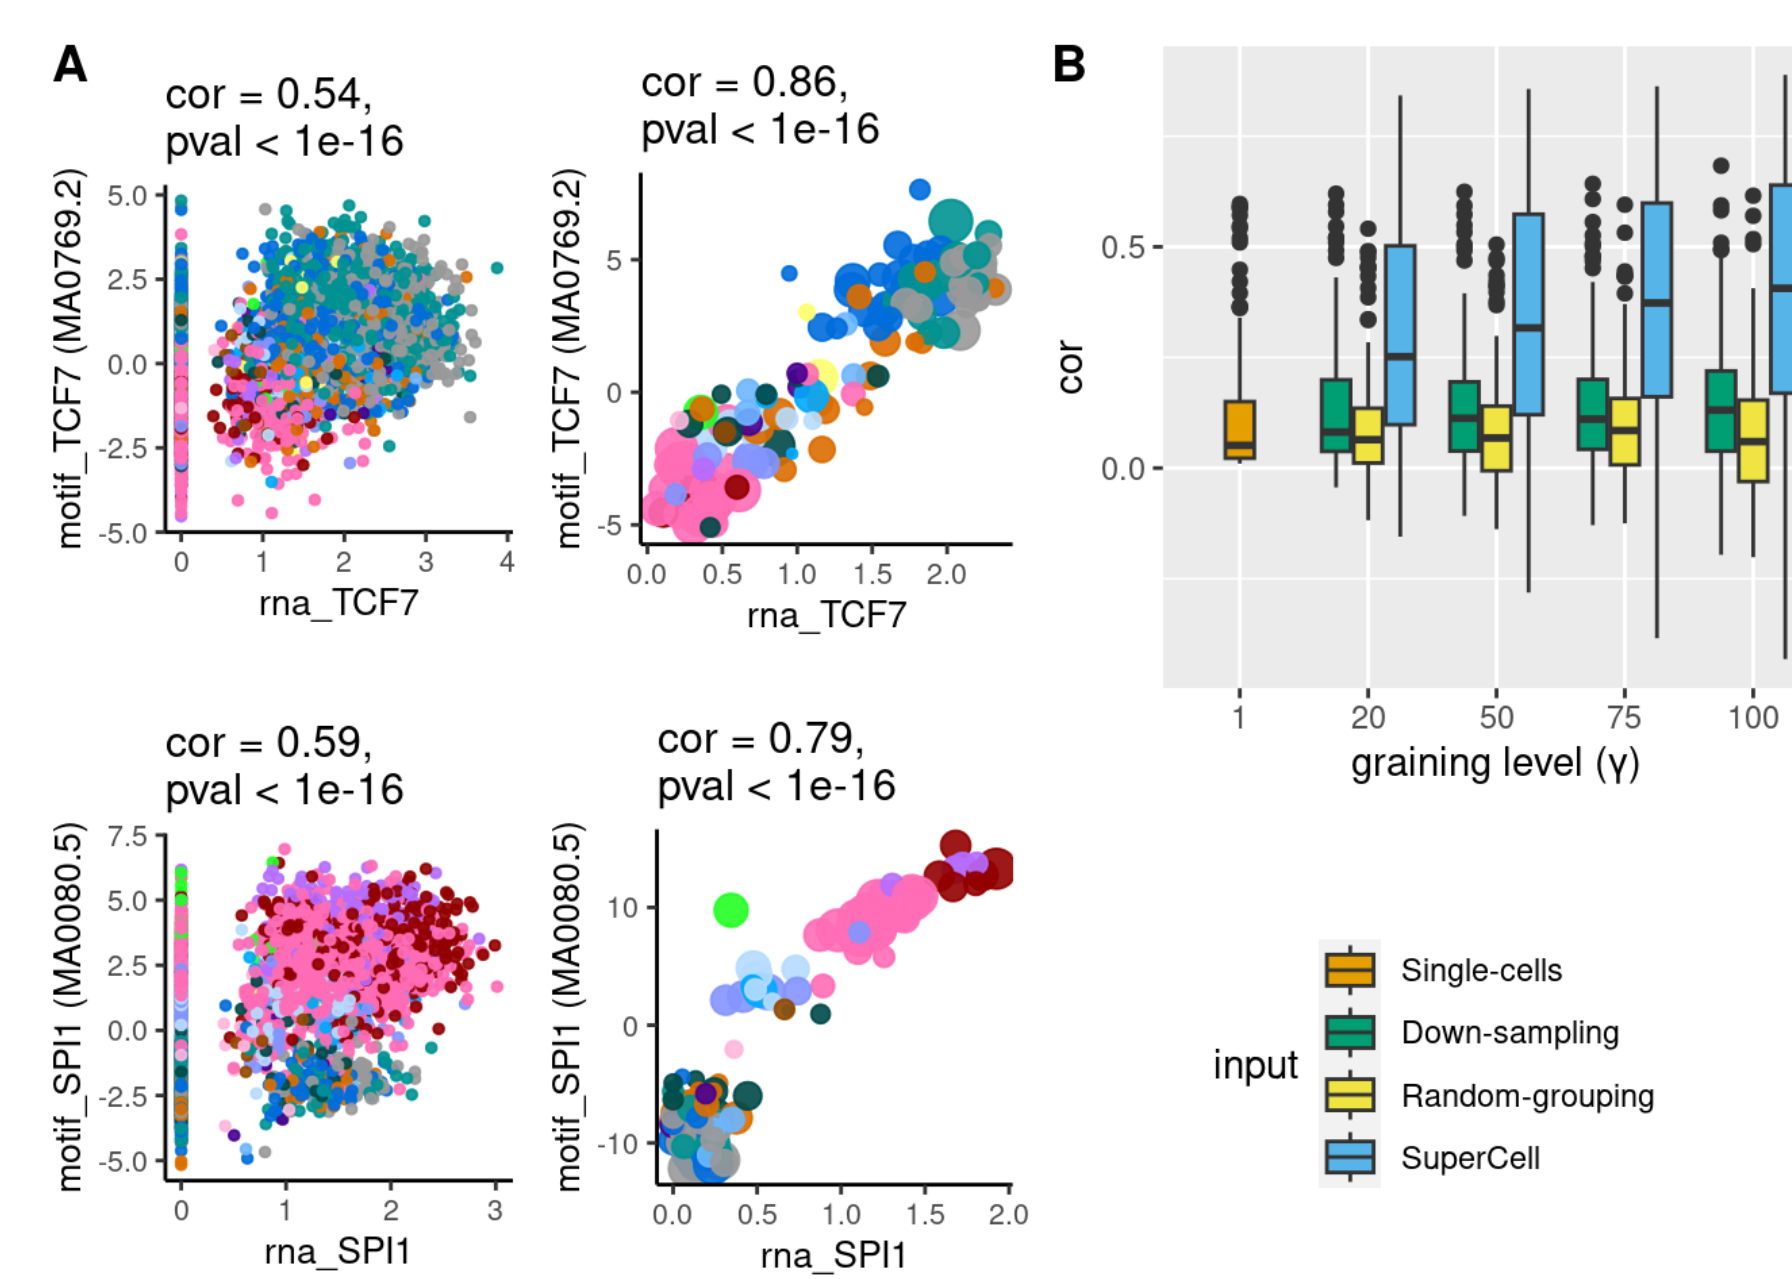 A
cor = 0.54,
pval < 1e-16
motif_TCF7 (MA0769.2)
5.0
2.5
0.0
-2.5
-5.0
0 1 2 3 4
rna_TCF7
cor = 0.86,
pval < 1e-16
motif_TCF7 (MA0769.2)
5
0
-5
0.0 0.5 1.0 1.5 2.0
rna_TCF7
cor = 0.59,
pval < 1e-16
motif_SPI1 (MA0080.5)
7.5
5.0
2.5
0.0
-2.5
-5.0
0 1 2 3
rna_SPI1
cor = 0.79,
pval < 1e-16
motif_SPI1 (MA0080.5)
10
0
-10
0.0 0.5 1.0 1.5 2.0
rna_SPI1
B
cor
0.5
0.0
1 20 50 75 100
graining level (γ)
input
Single-cells
Down-sampling
Random-grouping
SuperCell